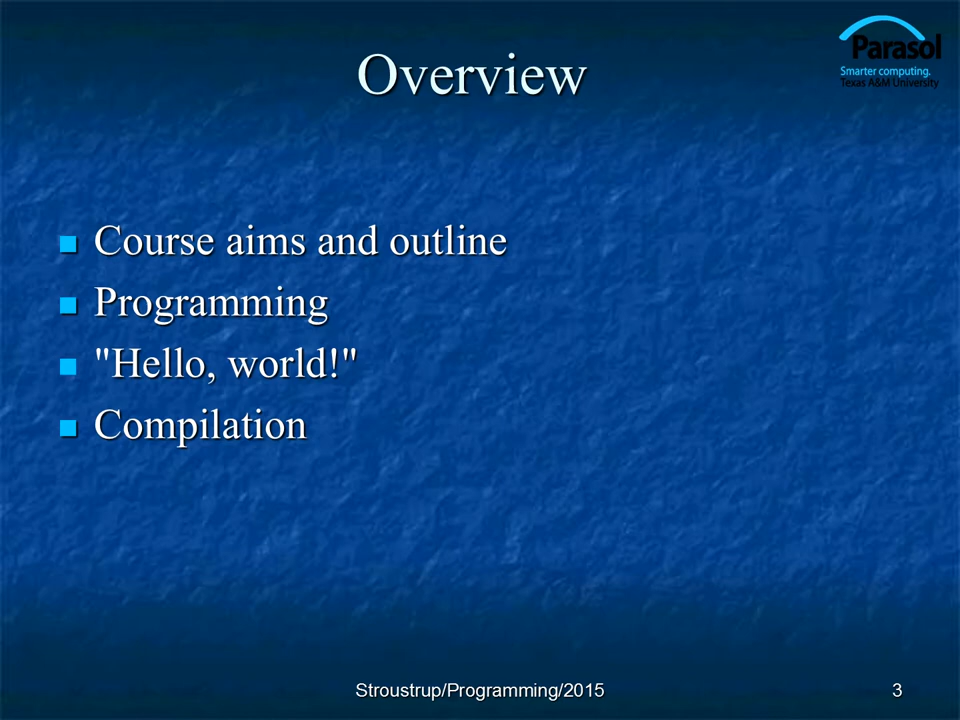 Parasol
Smarter computing.
Texas A&M University
Overview
Course aims and outline
Programming
"Hello, world!"
Compilation
Stroustrup/Programming/2015
3